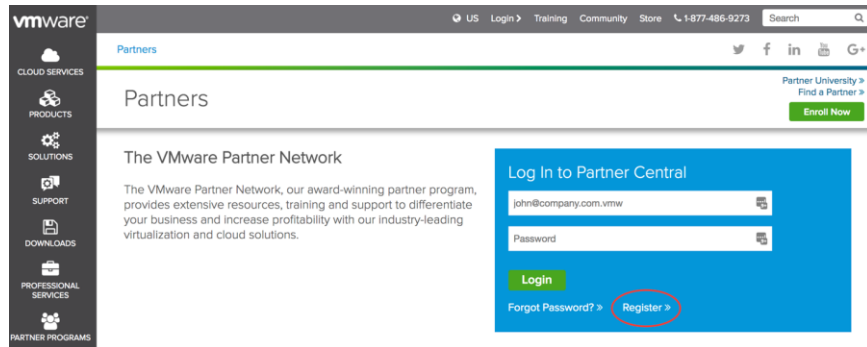 vmware
US Login > Training Community Store 1-877-486-9273 Search
Partners
CLOUD SERVICES
PRODUCTS
SOLUTIONS
SUPPORT
DOWNLOADS
PROFESSIONAL
SERVICES
PARTNER PROGRAMS
Partners
Partner University »
Find a Partner »
Enroll Now
The VMware Partner Network
The VMware Partner Network, our award-winning partner program,
provides extensive resources, training and support to differentiate
your business and increase profitability with our industry-leading
virtualization and cloud solutions.
Log In to Partner Central
john@company.com.vmw
Password
Login
Forgot Password? » Register »